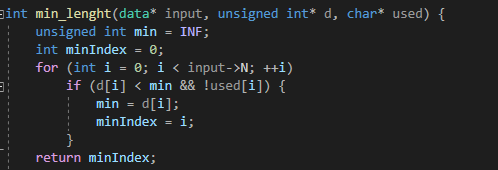 int min_lenght(data* input, unsigned int* d, char* used) {
unsigned int min = INF;
int minIndex = 0;
for (int i = 0; i < input->N; ++i)
if (d[i] < min && !used[i]) {
min = d[i];
minIndex = i;
}
return minIndex;